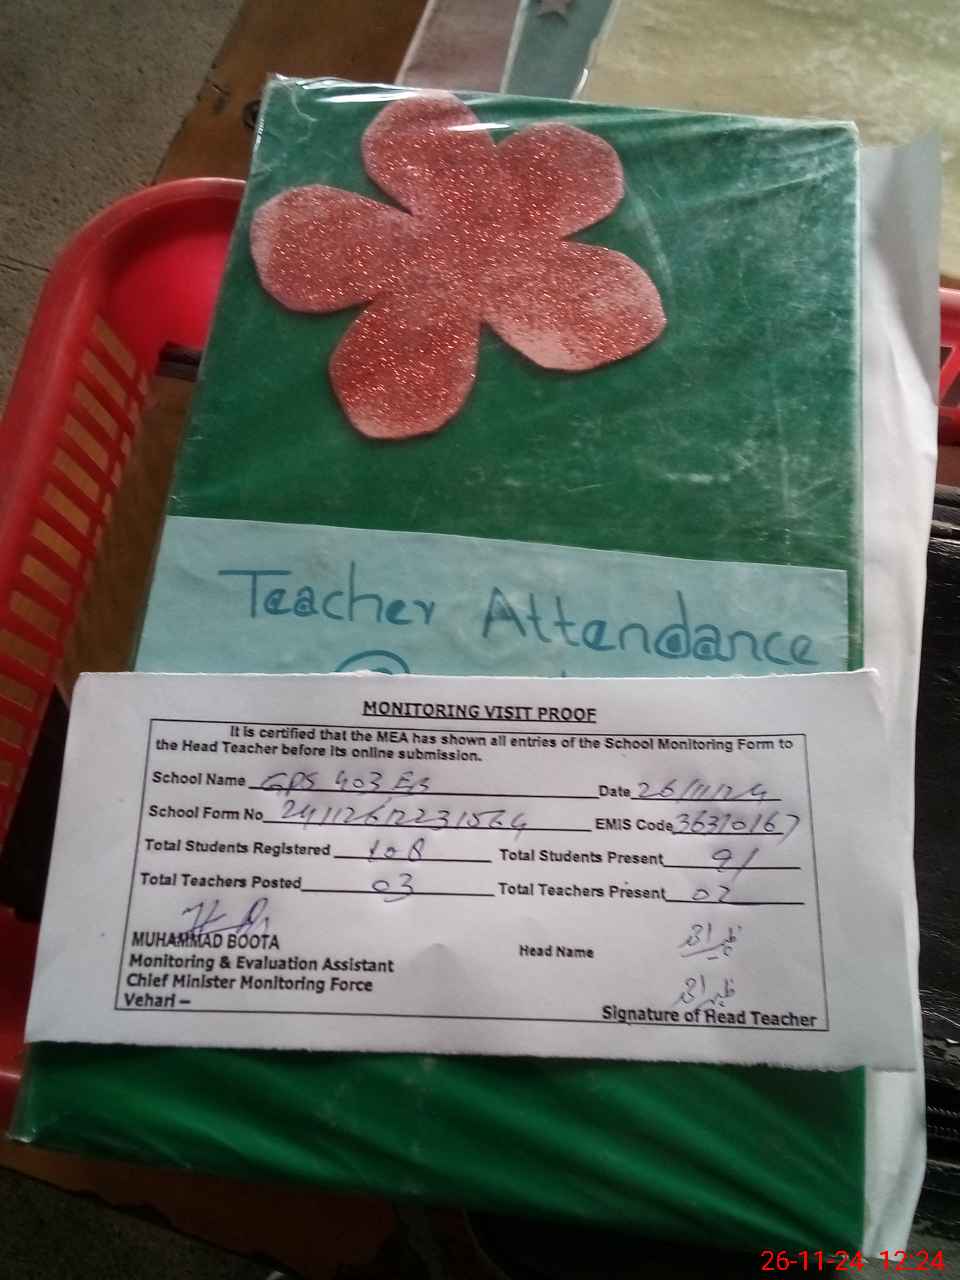 Teacher Attendance
MONITORING VISIT PROOF
It is certified that the MEA has shown all entries of the School Monitoring Form to
the Head Teacher before its online submission.
School Name GPS 403 EB Date 26/11/24
School Form No EMIS Code 36310167
Total Students Registered 108 Total Students Present 91
Total Teachers Posted 03 Total Teachers Present 02
MUHAMMAD BOOTA
Monitoring & Evaluation Assistant Head Name
Chief Minister Monitoring Force
Vehari –
Signature of Head Teacher
26-11-24 12:24